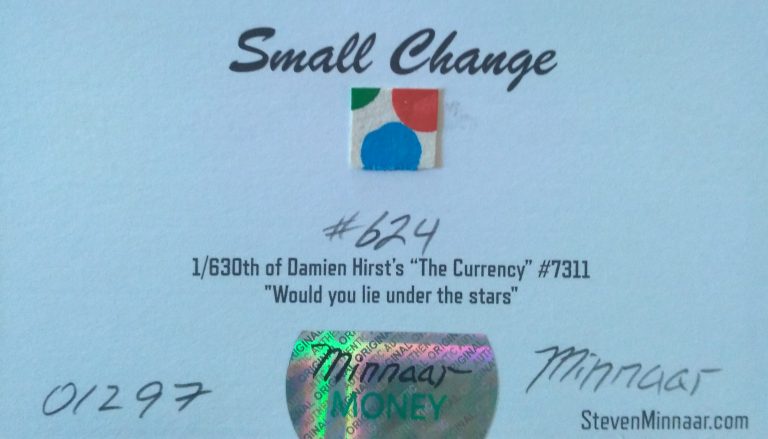 Small Change
#624
1/630th of Damien Hirst's “The Currency” #7311
"Would you lie under the stars"
Minnaar
MONEY
01297
Minnaar
StevenMinnaar.com